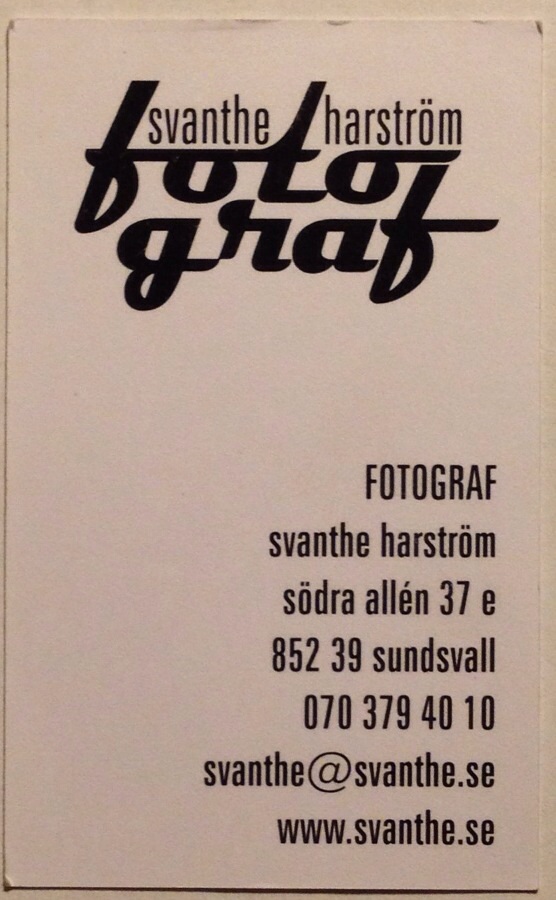 svanthe harström
foto
graf
FOTOGRAF
svanthe harström
södra allén 37 e
852 39 sundsvall
070 379 40 10
svanthe@svanthe.se
www.svanthe.se